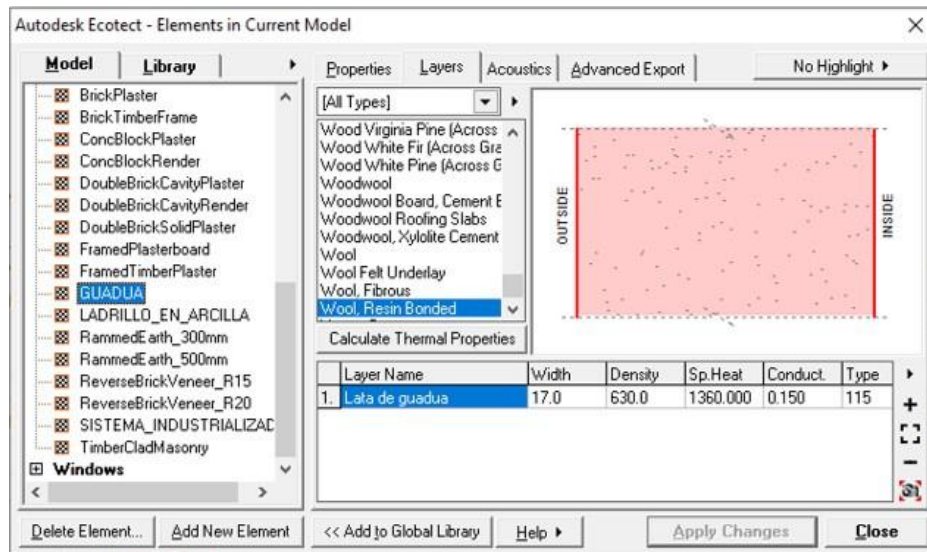 Autodesk Ecotect - Elements in Current Model
Model Library
BrickPlaster
BrickTimberFrame
ConcBlockPlaster
ConcBlockRender
DoubleBrickCavityPlaster
DoubleBrickCavityRender
DoubleBrickSolidPlaster
FramedPlasterboard
FramedTimberPlaster
GUADUA
LADRILLO_EN_ARCILLA
RammedEarth_300mm
RammedEarth_500mm
ReverseBrickVeneer_R15
ReverseBrickVeneer_R20
SISTEMA_INDUSTRIALIZAD
TimberCladMasonry
Windows
Delete Element... Add New Element
Properties Layers Acoustics Advanced Export No Highlight
[All Types]
Wood Virginia Pine (Across
Wood White Fir (Across Gra
Wood White Pine (Across G
Woodwool
Woodwool Board, Cement B
Woodwool Roofing Slabs
Woodwool, Xylolite Cement
Wool
Wool Felt Underlay
Wool, Fibrous
Wool, Resin Bonded
Calculate Thermal Properties
OUTSIDE
INSIDE
Layer Name Width Density Sp.Heat Conduct. Type
1. Lata de guadua 17.0 630.0 1360.000 0.150 115
<< Add to Global Library Help Apply Changes Close